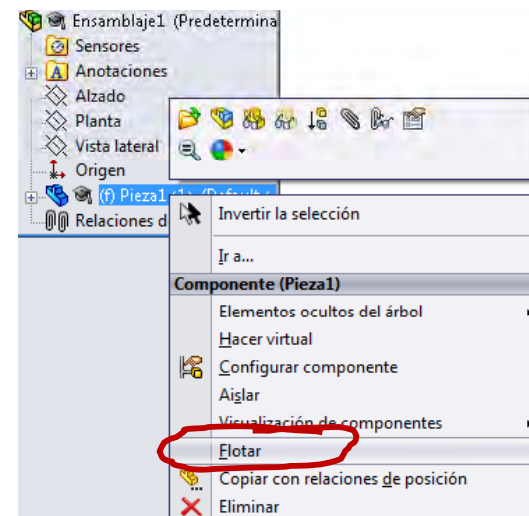 Ensamblaje1 (Predetermina
Sensores
A Anotaciones
Alzado
Planta
Vista lateral
Origen
(f) Pieza1
Relaciones d
Invertir la selección
Ir a...
Componente (Pieza1)
Elementos ocultos del árbol
Hacer virtual
Configurar componente
Aislar
Visualización de componentes
Flotar
Copiar con relaciones de posición
Eliminar